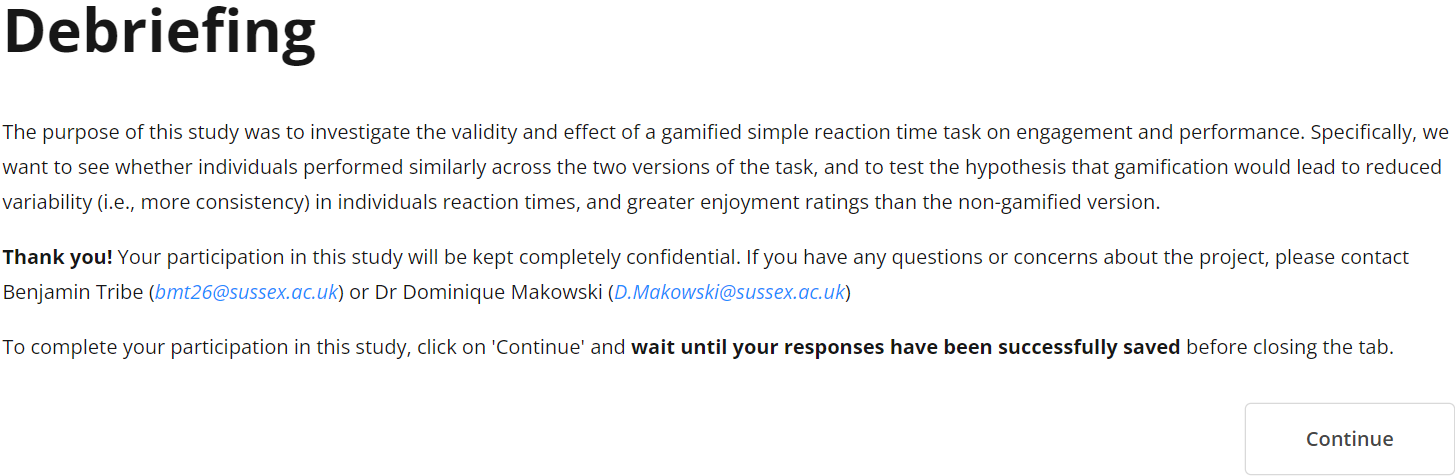 Debriefing
The purpose of this study was to investigate the validity and effect of a gamified simple reaction time task on engagement and performance. Specifically, we
want to see whether individuals performed similarly across the two versions of the task, and to test the hypothesis that gamification would lead to reduced
variability (i.e., more consistency) in individuals reaction times, and greater enjoyment ratings than the non-gamified version.
Thank you! Your participation in this study will be kept completely confidential. If you have any questions or concerns about the project, please contact
Benjamin Tribe (bmt26@sussex.ac.uk) or Dr Dominique Makowski (D.Makowski@sussex.ac.uk)
To complete your participation in this study, click on 'Continue' and wait until your responses have been successfully saved before closing the tab.
Continue